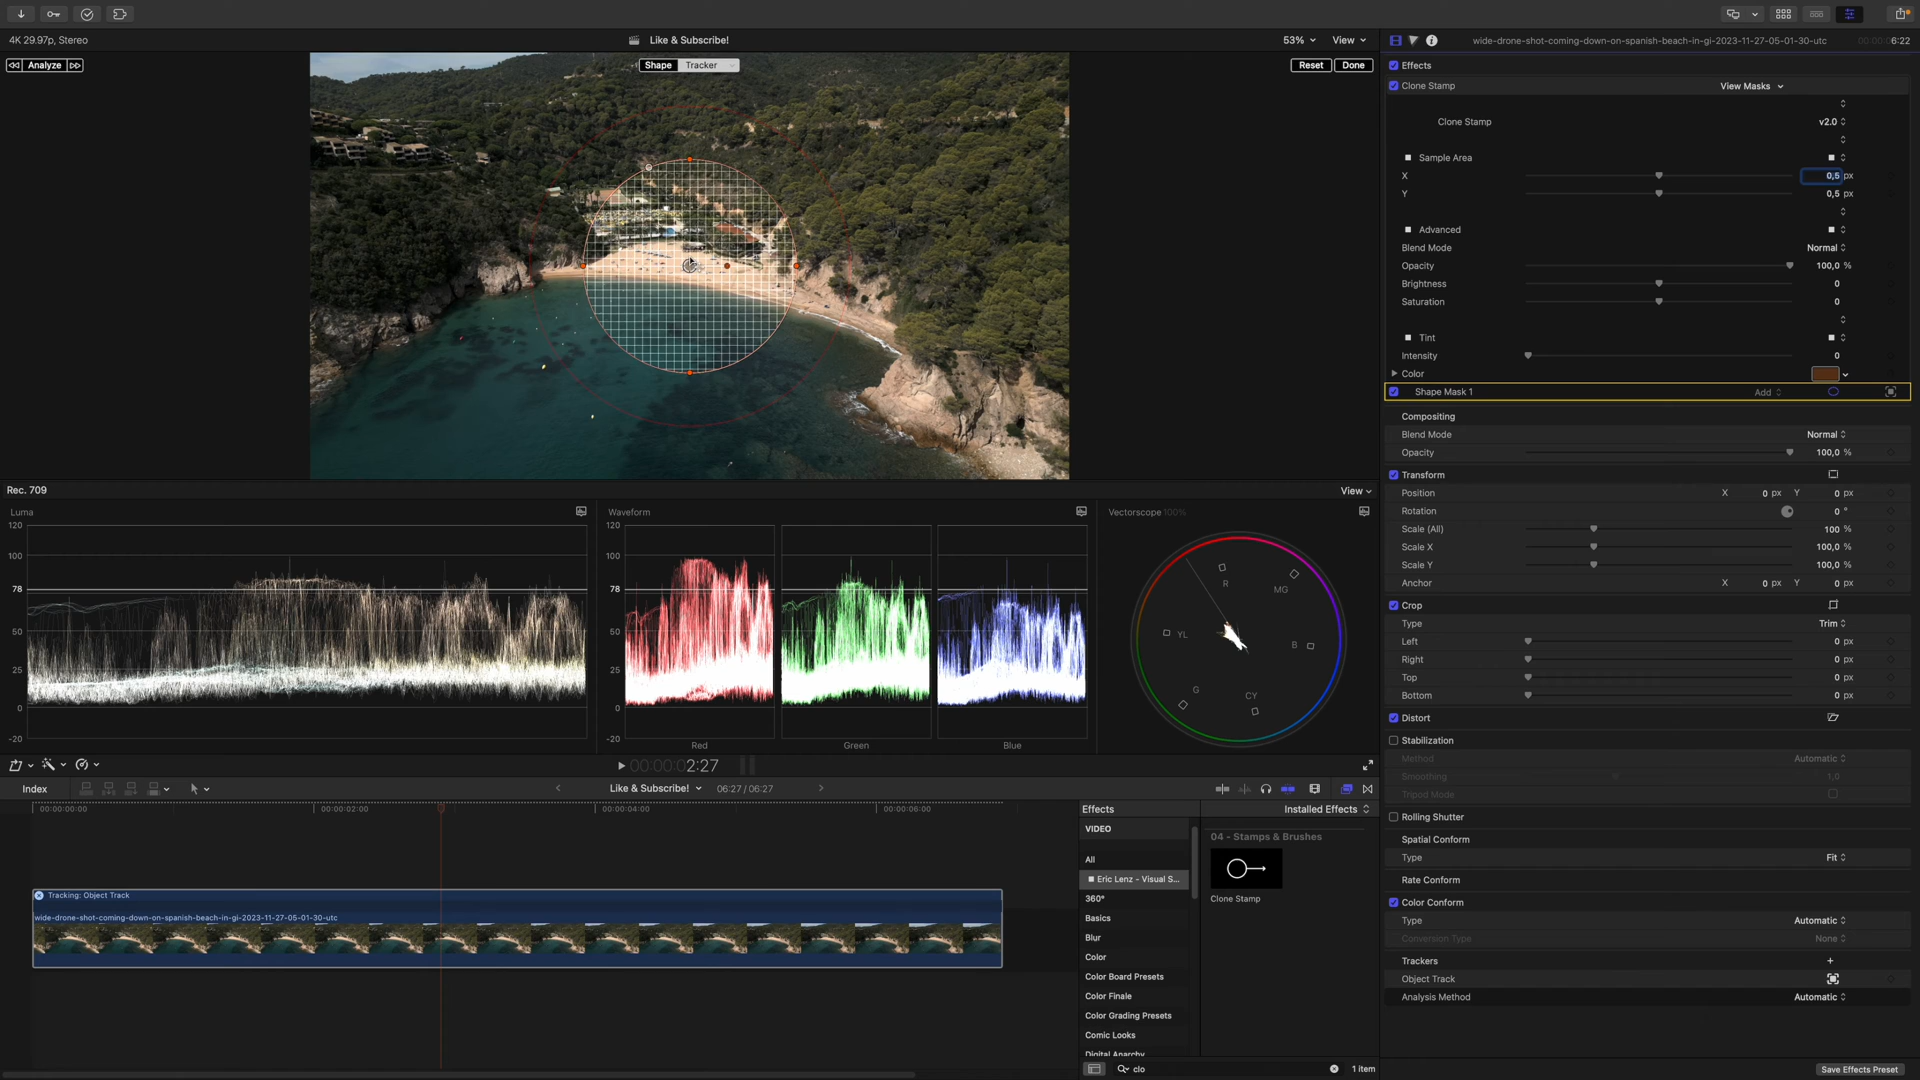 4K 29.97p, Stereo
Like & Subscribe!
53%
View
wide-drone-shot-coming-down-on-spanish-beach-in-gi-2023-11-27-05-01-30-utc
00:00:06:22
Analyze
Shape
Tracker
Reset
Done
Effects
Clone Stamp
View Masks
Clone Stamp
v2.0
Sample Area
X
0,5 px
Y
0,5 px
Advanced
Blend Mode
Normal
Opacity
100,0 %
Brightness
0
Saturation
0
Tint
Intensity
0
Color
Shape Mask 1
Add
Compositing
Blend Mode
Normal
Opacity
100,0 %
Transform
Position
X 0 px Y 0 px
Rotation
0 °
Scale (All)
100 %
Scale X
100,0 %
Scale Y
100,0 %
Anchor
X 0 px Y 0 px
Crop
Type
Trim
Left
0 px
Right
0 px
Top
0 px
Bottom
0 px
Distort
Stabilization
Method
Automatic
Smoothing
1,0
Tripod Mode
Rolling Shutter
Spatial Conform
Type
Fit
Rate Conform
Color Conform
Type
Automatic
Conversion Type
None
Trackers
+
Object Track
Analysis Method
Automatic
Save Effects Preset
Rec. 709
View
Luma
120
100
78
50
25
0
-20
Waveform
120
100
78
50
25
0
-20
Red
Green
Blue
Vectorscope 100%
R
MG
YL
B
G
CY
00:00:02:27
Index
Like & Subscribe!
06:27 / 06:27
00:00:00:00
00:00:02:00
00:00:04:00
00:00:06:00
Tracking: Object Track
wide-drone-shot-coming-down-on-spanish-beach-in-gi-2023-11-27-05-01-30-utc
Effects
Installed Effects
VIDEO
All
Eric Lenz - Visual S...
360°
Basics
Blur
Color
Color Board Presets
Color Finale
Color Grading Presets
Comic Looks
Digital Anarchy
04 - Stamps & Brushes
Clone Stamp
clo
1 item